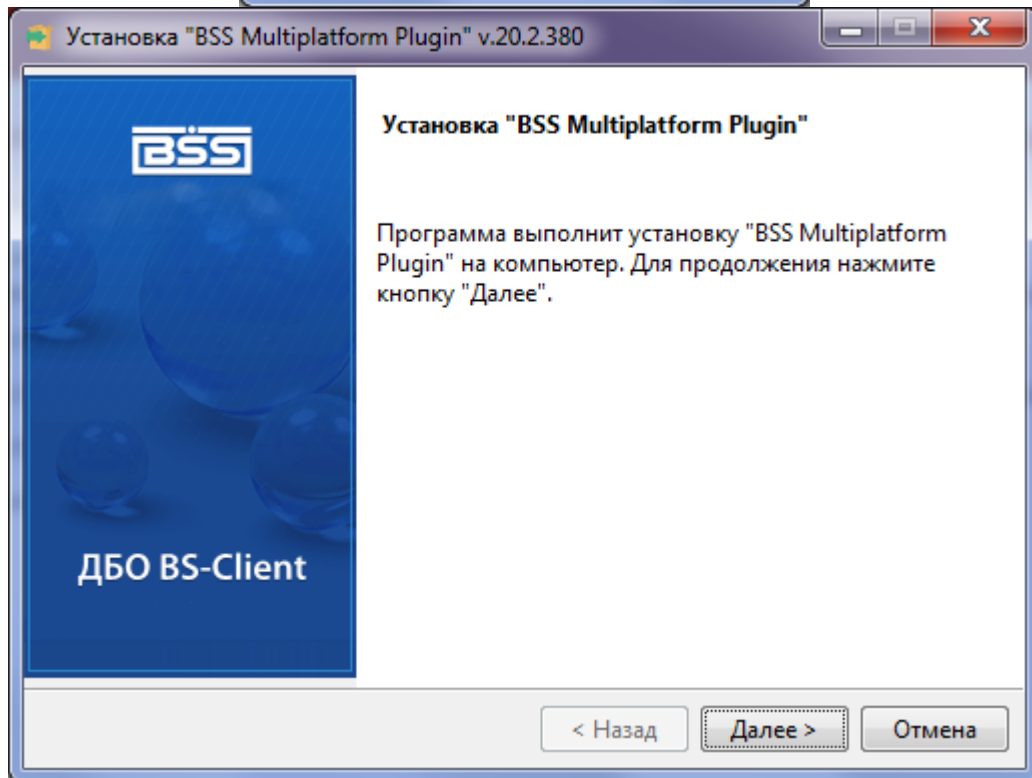 Установка "BSS Multiplatform Plugin" v.20.2.380
BSS
Установка "BSS Multiplatform Plugin"
Программа выполнит установку "BSS Multiplatform
Plugin" на компьютер. Для продолжения нажмите
кнопку "Далее".
ДБО BS-Client
< Назад
Далее >
Отмена